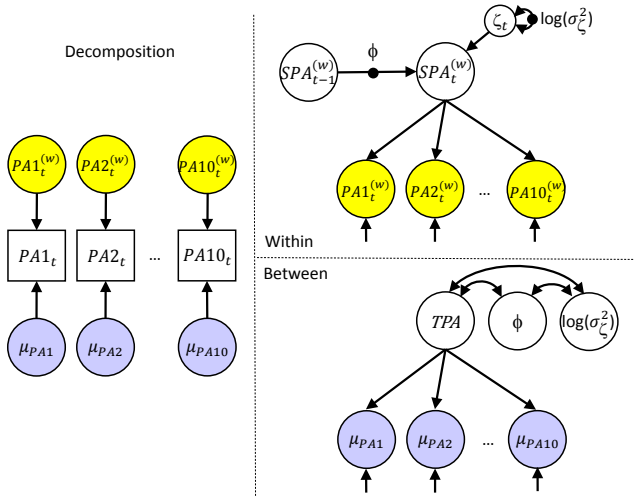 Decomposition
PA1_t^(w) PA2_t^(w) PA10_t^(w)
PA1_t PA2_t ... PA10_t
μ_PA1 μ_PA2 μ_PA10
ζ_t log(σ_ζ^2)
SPA_{t-1}^(w) ϕ SPA_t^(w)
PA1_t^(w) PA2_t^(w) ... PA10_t^(w)
Within
Between
TPA ϕ log(σ_ζ^2)
μ_PA1 μ_PA2 ... μ_PA10